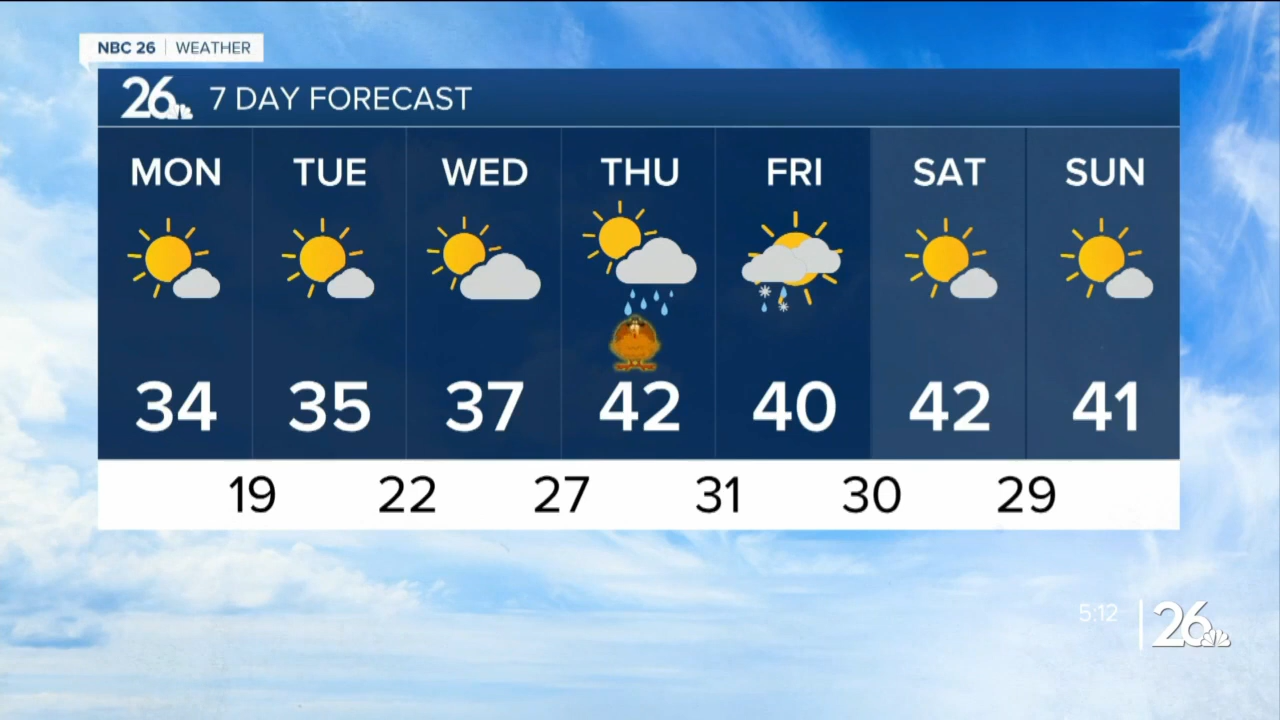 NBC 26 | WEATHER
26 7 DAY FORECAST
MON TUE WED THU FRI SAT SUN
34 35 37 42 40 42 41
19 22 27 31 30 29
5:12 26